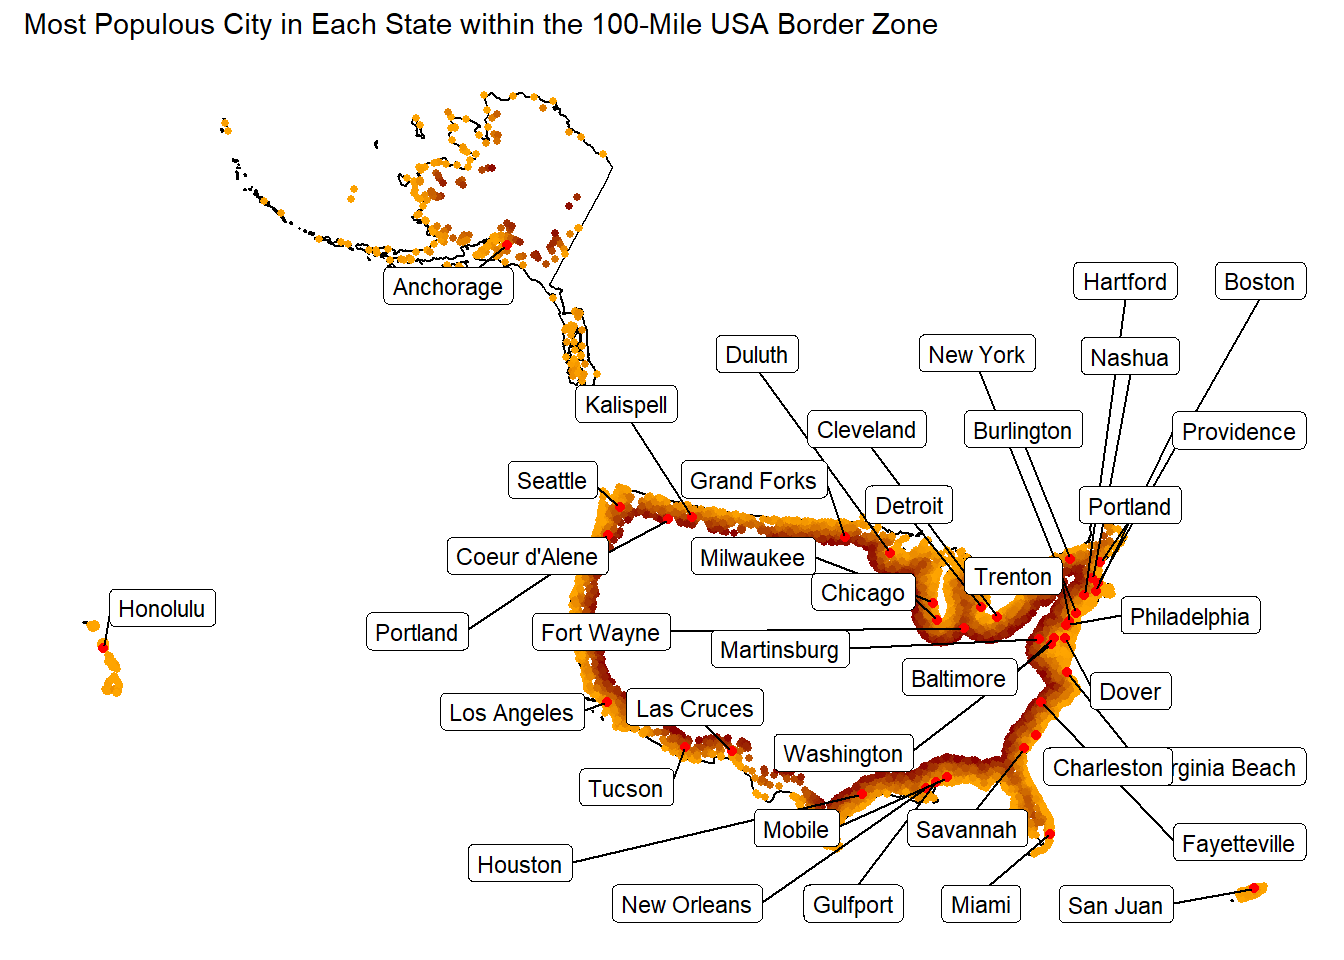 Most Populous City in Each State within the 100-Mile USA Border Zone
Hartford
Boston
Anchorage
Duluth
New York
Nashua
Kalispell
Cleveland
Burlington
Providence
Seattle
Grand Forks
Detroit
Portland
Coeur d'Alene
Milwaukee
Trenton
Chicago
Honolulu
Portland
Fort Wayne
Philadelphia
Martinsburg
Baltimore
Dover
Los Angeles
Las Cruces
Washington
Charleston
rginia Beach
Tucson
Mobile
Savannah
Fayetteville
Houston
New Orleans
Gulfport
Miami
San Juan